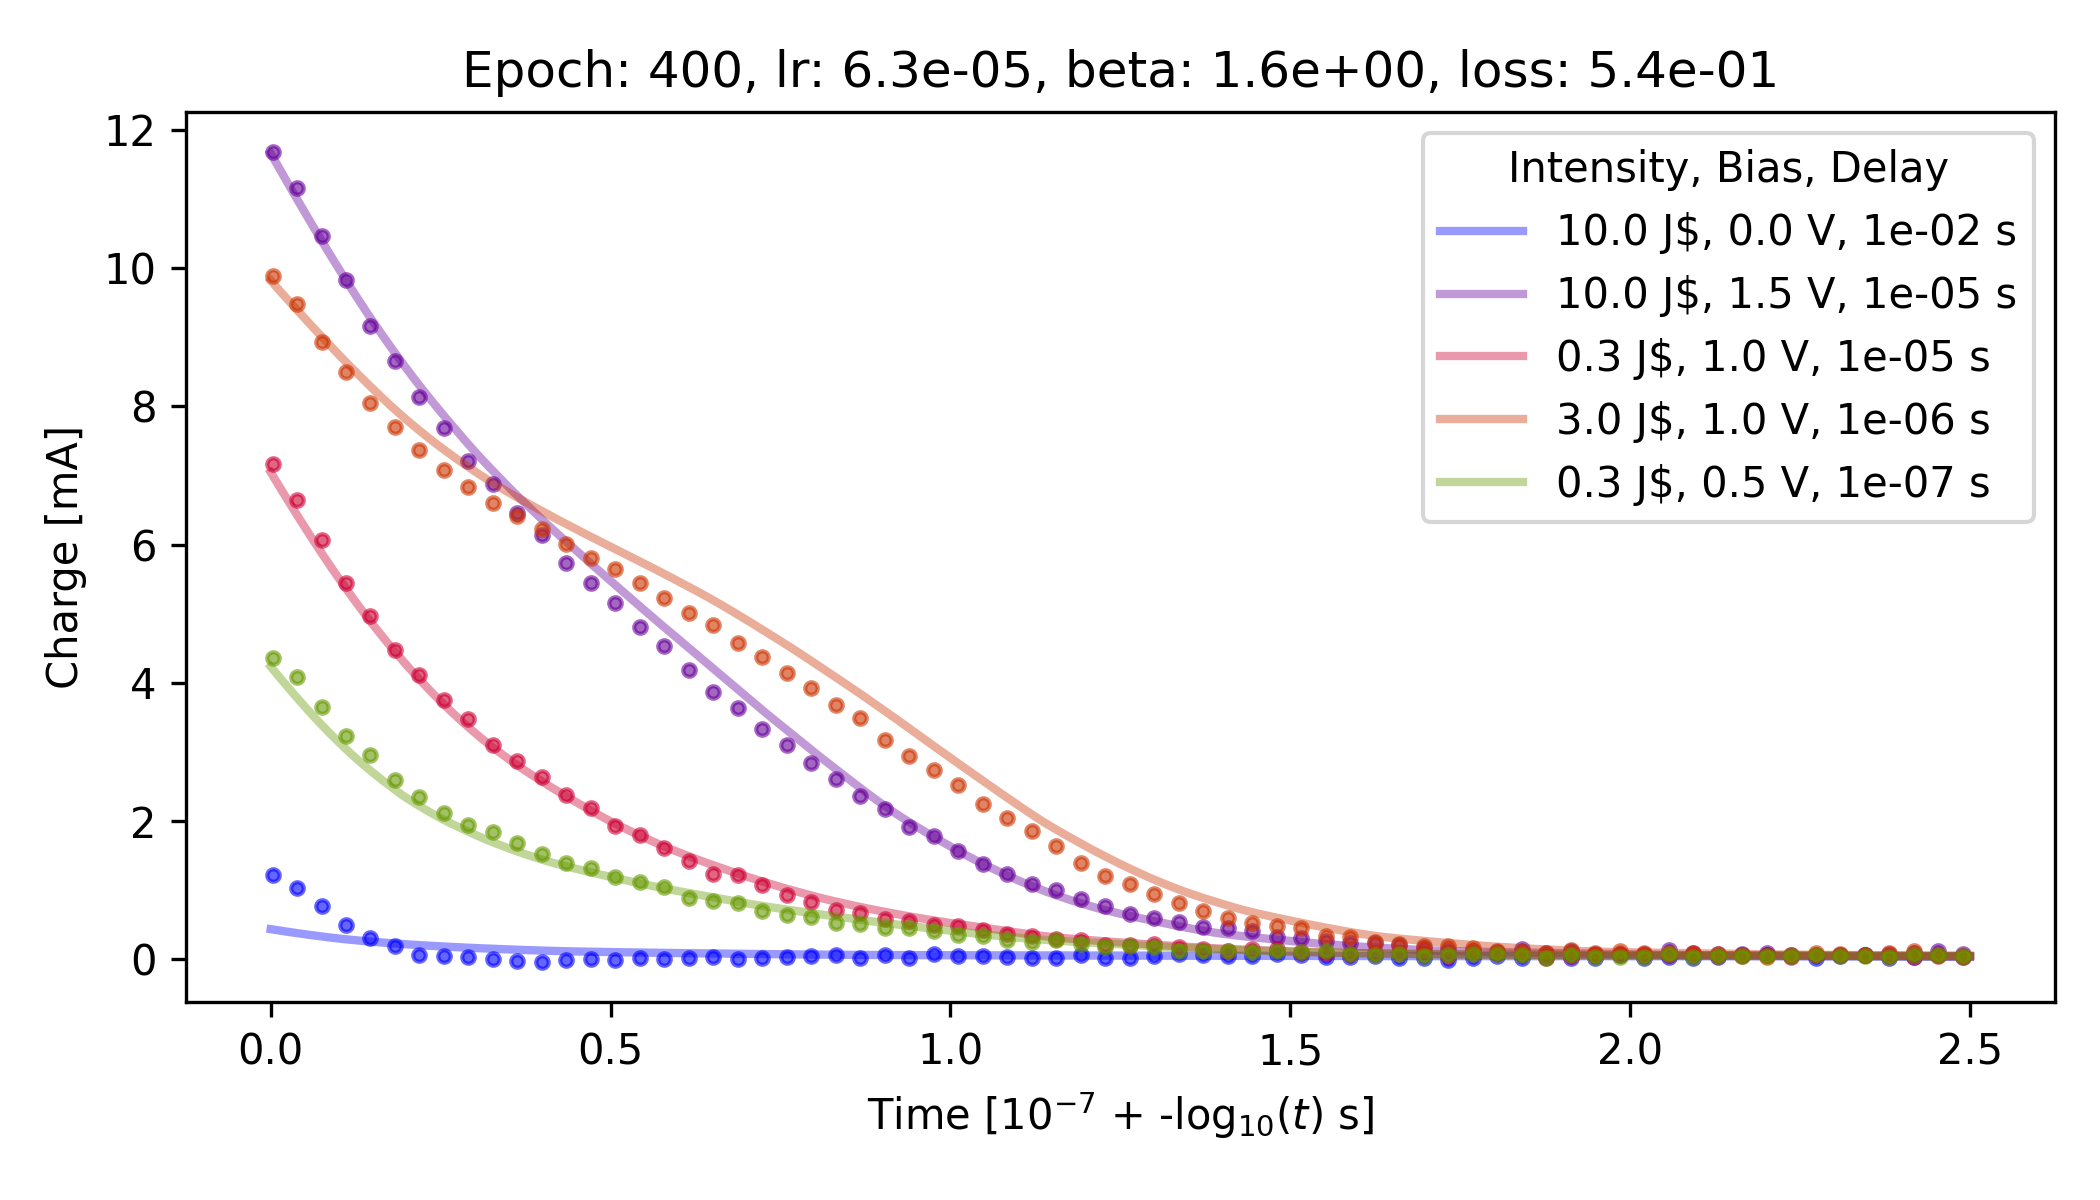 Epoch: 400, lr: 6.3e-05, beta: 1.6e+00, loss: 5.4e-01
12
10
8
6
4
2
0
Charge [mA]
Intensity, Bias, Delay
10.0 J$, 0.0 V, 1e-02 s
10.0 J$, 1.5 V, 1e-05 s
0.3 J$, 1.0 V, 1e-05 s
3.0 J$, 1.0 V, 1e-06 s
0.3 J$, 0.5 V, 1e-07 s
0.0 0.5 1.0 1.5 2.0 2.5
Time [10⁻⁷ + -log₁₀(t) s]